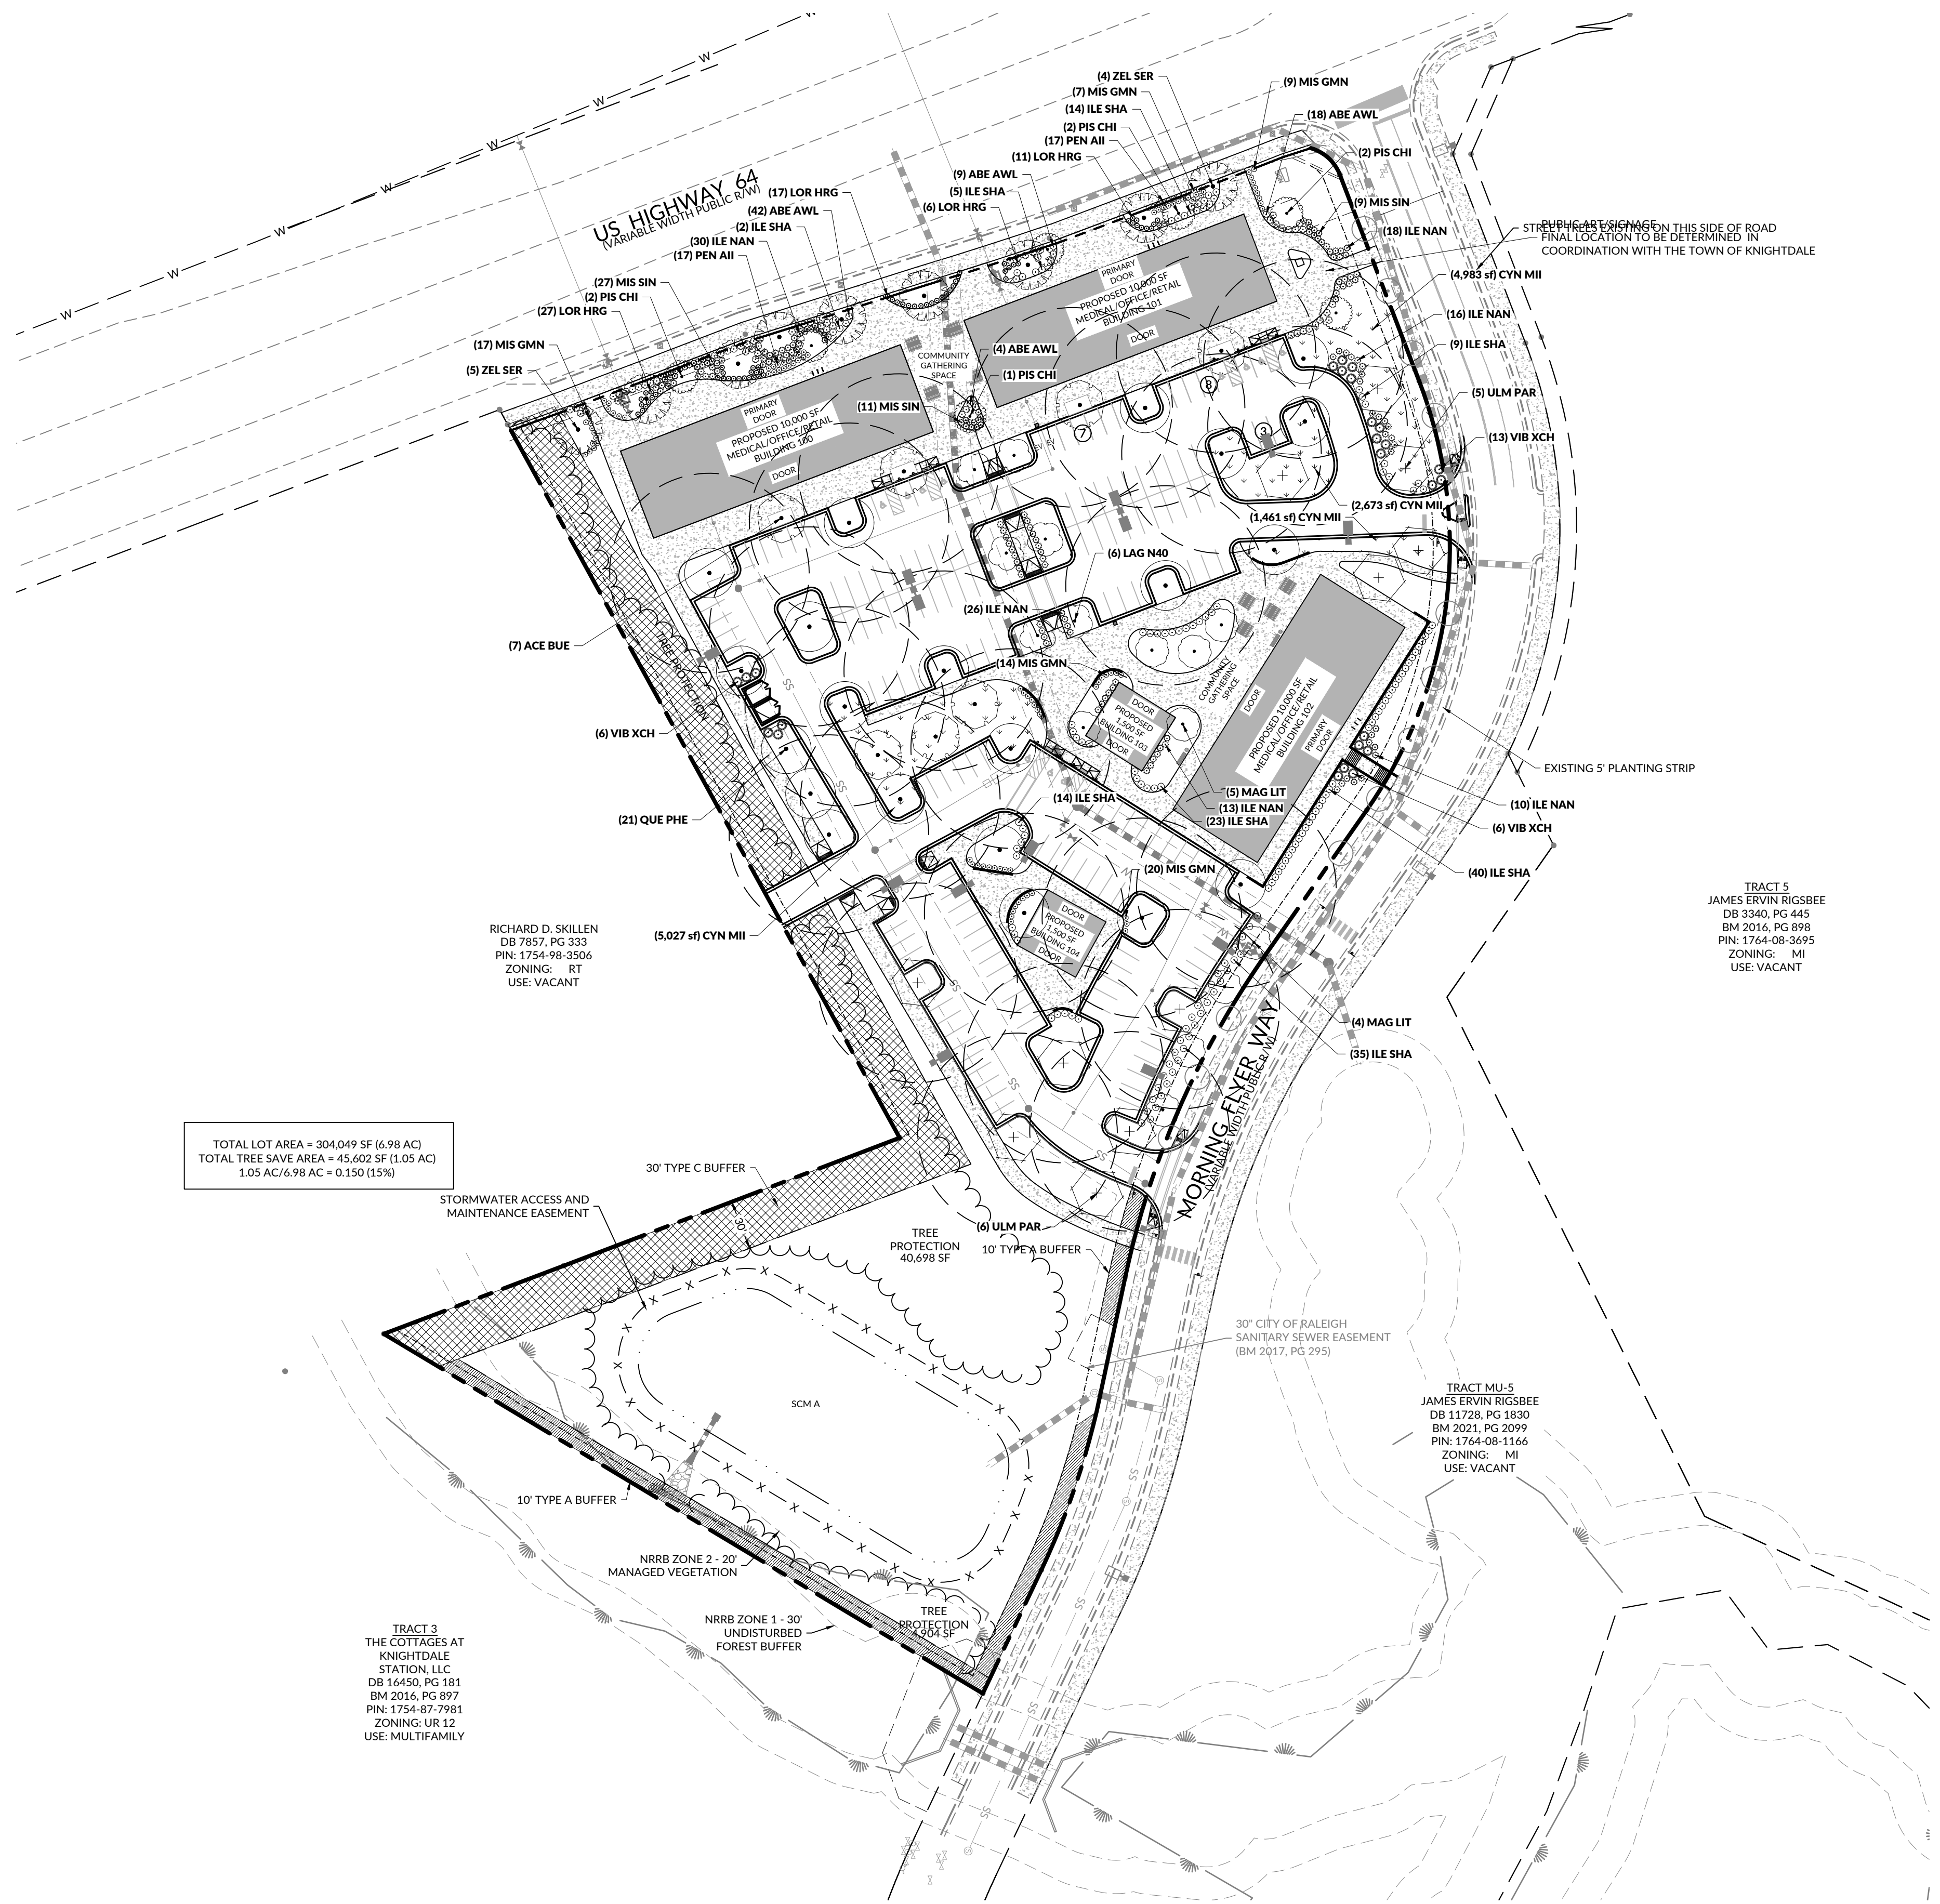 (4) ZEL SER
(7) MIS GMN
(14) ILE SHA
(2) PIS CHI
(17) PEN AII
(11) LOR HRG
(9) ABE AWL
(5) ILE SHA
(6) LOR HRG
(9) MIS GMN
(18) ABE AWL
(2) PIS CHI
(9) MIS SIN
(18) ILE NAN
US HIGHWAY 64
(VARIABLE WIDTH PUBLIC R/W)
(17) LOR HRG
(42) ABE AWL
(2) ILE SHA
(30) ILE NAN
(17) PEN AII
(27) MIS SIN
(2) PIS CHI
(27) LOR HRG
(17) MIS GMN
(5) ZEL SER
PUBLIC ART/SIGNAGE
STREET TREES EXISTING ON THIS SIDE OF ROAD
FINAL LOCATION TO BE DETERMINED IN
COORDINATION WITH THE TOWN OF KNIGHTDALE
(4,983 sf) CYN MII
(16) ILE NAN
(9) ILE SHA
(5) ULM PAR
(13) VIB XCH
PRIMARY
DOOR
PROPOSED 10,000 SF
MEDICAL/OFFICE/RETAIL
BUILDING 101
DOOR
COMMUNITY
GATHERING
SPACE
(4) ABE AWL
(1) PIS CHI
(11) MIS SIN
PRIMARY
DOOR
PROPOSED 10,000 SF
MEDICAL/OFFICE/RETAIL
BUILDING 100
DOOR
8
7
3
EV
EV
(2,673 sf) CYN MII
(1,461 sf) CYN MII
(6) LAG N40
(26) ILE NAN
(14) MIS GMN
(7) ACE BUE
TREE PROTECTION
(6) VIB XCH
(21) QUE PHE
(5,027 sf) CYN MII
COMMUNITY
GATHERING
SPACE
DOOR
PROPOSED 10,000 SF
MEDICAL/OFFICE/RETAIL
BUILDING 102
PRIMARY
DOOR
DOOR
PROPOSED
1,500 SF
BUILDING 103
DOOR
(5) MAG LIT
(13) ILE NAN
(23) ILE SHA
(14) ILE SHA
(20) MIS GMN
DOOR
PROPOSED
1,500 SF
BUILDING 104
DOOR
EXISTING 5' PLANTING STRIP
(10) ILE NAN
(6) VIB XCH
(40) ILE SHA
(4) MAG LIT
(35) ILE SHA
MORNING FLYER WAY
(VARIABLE WIDTH PUBLIC R/W)
RICHARD D. SKILLEN
DB 7857, PG 333
PIN: 1754-98-3506
ZONING: RT
USE: VACANT
TRACT 5
JAMES ERVIN RIGSBEE
DB 3340, PG 445
BM 2016, PG 898
PIN: 1764-08-3695
ZONING: MI
USE: VACANT
TOTAL LOT AREA = 304,049 SF (6.98 AC)
TOTAL TREE SAVE AREA = 45,602 SF (1.05 AC)
1.05 AC/6.98 AC = 0.150 (15%)
30' TYPE C BUFFER
STORMWATER ACCESS AND
MAINTENANCE EASEMENT
30'
(6) ULM PAR
TREE
PROTECTION
40,698 SF
10' TYPE A BUFFER
30" CITY OF RALEIGH
SANITARY SEWER EASEMENT
(BM 2017, PG 295)
SCM A
10' TYPE A BUFFER
NRRB ZONE 2 - 20'
MANAGED VEGETATION
NRRB ZONE 1 - 30'
UNDISTURBED
FOREST BUFFER
TREE
PROTECTION
4,904 SF
TRACT MU-5
JAMES ERVIN RIGSBEE
DB 11728, PG 1830
BM 2021, PG 2099
PIN: 1764-08-1166
ZONING: MI
USE: VACANT
TRACT 3
THE COTTAGES AT
KNIGHTDALE
STATION, LLC
DB 16450, PG 181
BM 2016, PG 897
PIN: 1754-87-7981
ZONING: UR 12
USE: MULTIFAMILY